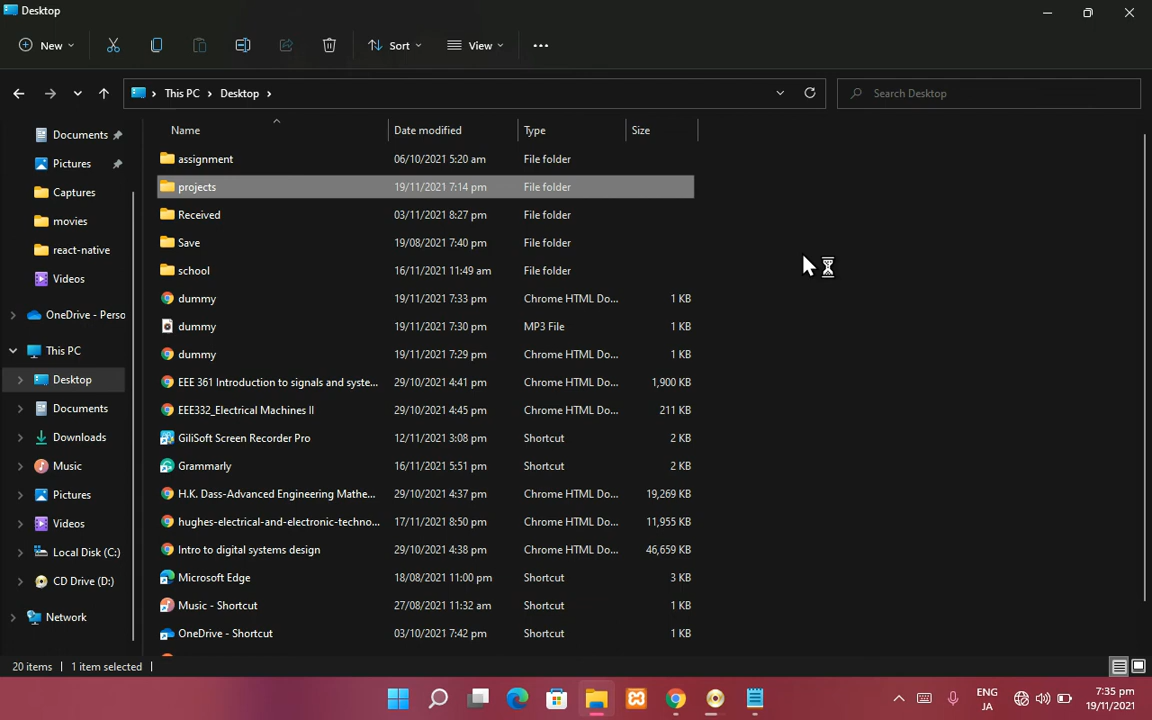 Desktop
New
Sort
View
This PC
Desktop
Search Desktop
Documents
Pictures
Captures
movies
react-native
Videos
OneDrive - Perso
This PC
Desktop
Documents
Downloads
Music
Pictures
Videos
Local Disk (C:)
CD Drive (D:)
Network
Name Date modified Type Size
assignment 06/10/2021 5:20 am File folder
projects 19/11/2021 7:14 pm File folder
Received 03/11/2021 8:27 pm File folder
Save 19/08/2021 7:40 pm File folder
school 16/11/2021 11:49 am File folder
dummy 19/11/2021 7:33 pm Chrome HTML Do... 1 KB
dummy 19/11/2021 7:30 pm MP3 File 1 KB
dummy 19/11/2021 7:29 pm Chrome HTML Do... 1 KB
EEE 361 Introduction to signals and syste... 29/10/2021 4:41 pm Chrome HTML Do... 1,900 KB
EEE332_Electrical Machines II 29/10/2021 4:45 pm Chrome HTML Do... 211 KB
GiliSoft Screen Recorder Pro 12/11/2021 3:08 pm Shortcut 2 KB
Grammarly 16/11/2021 5:51 pm Shortcut 2 KB
H.K. Dass-Advanced Engineering Mathe... 29/10/2021 4:37 pm Chrome HTML Do... 19,269 KB
hughes-electrical-and-electronic-techno... 17/11/2021 8:50 pm Chrome HTML Do... 11,955 KB
Intro to digital systems design 29/10/2021 4:38 pm Chrome HTML Do... 46,659 KB
Microsoft Edge 18/08/2021 11:00 pm Shortcut 3 KB
Music - Shortcut 27/08/2021 11:32 am Shortcut 1 KB
OneDrive - Shortcut 03/10/2021 7:42 pm Shortcut 1 KB
20 items 1 item selected
ENG
JA
7:35 pm
19/11/2021